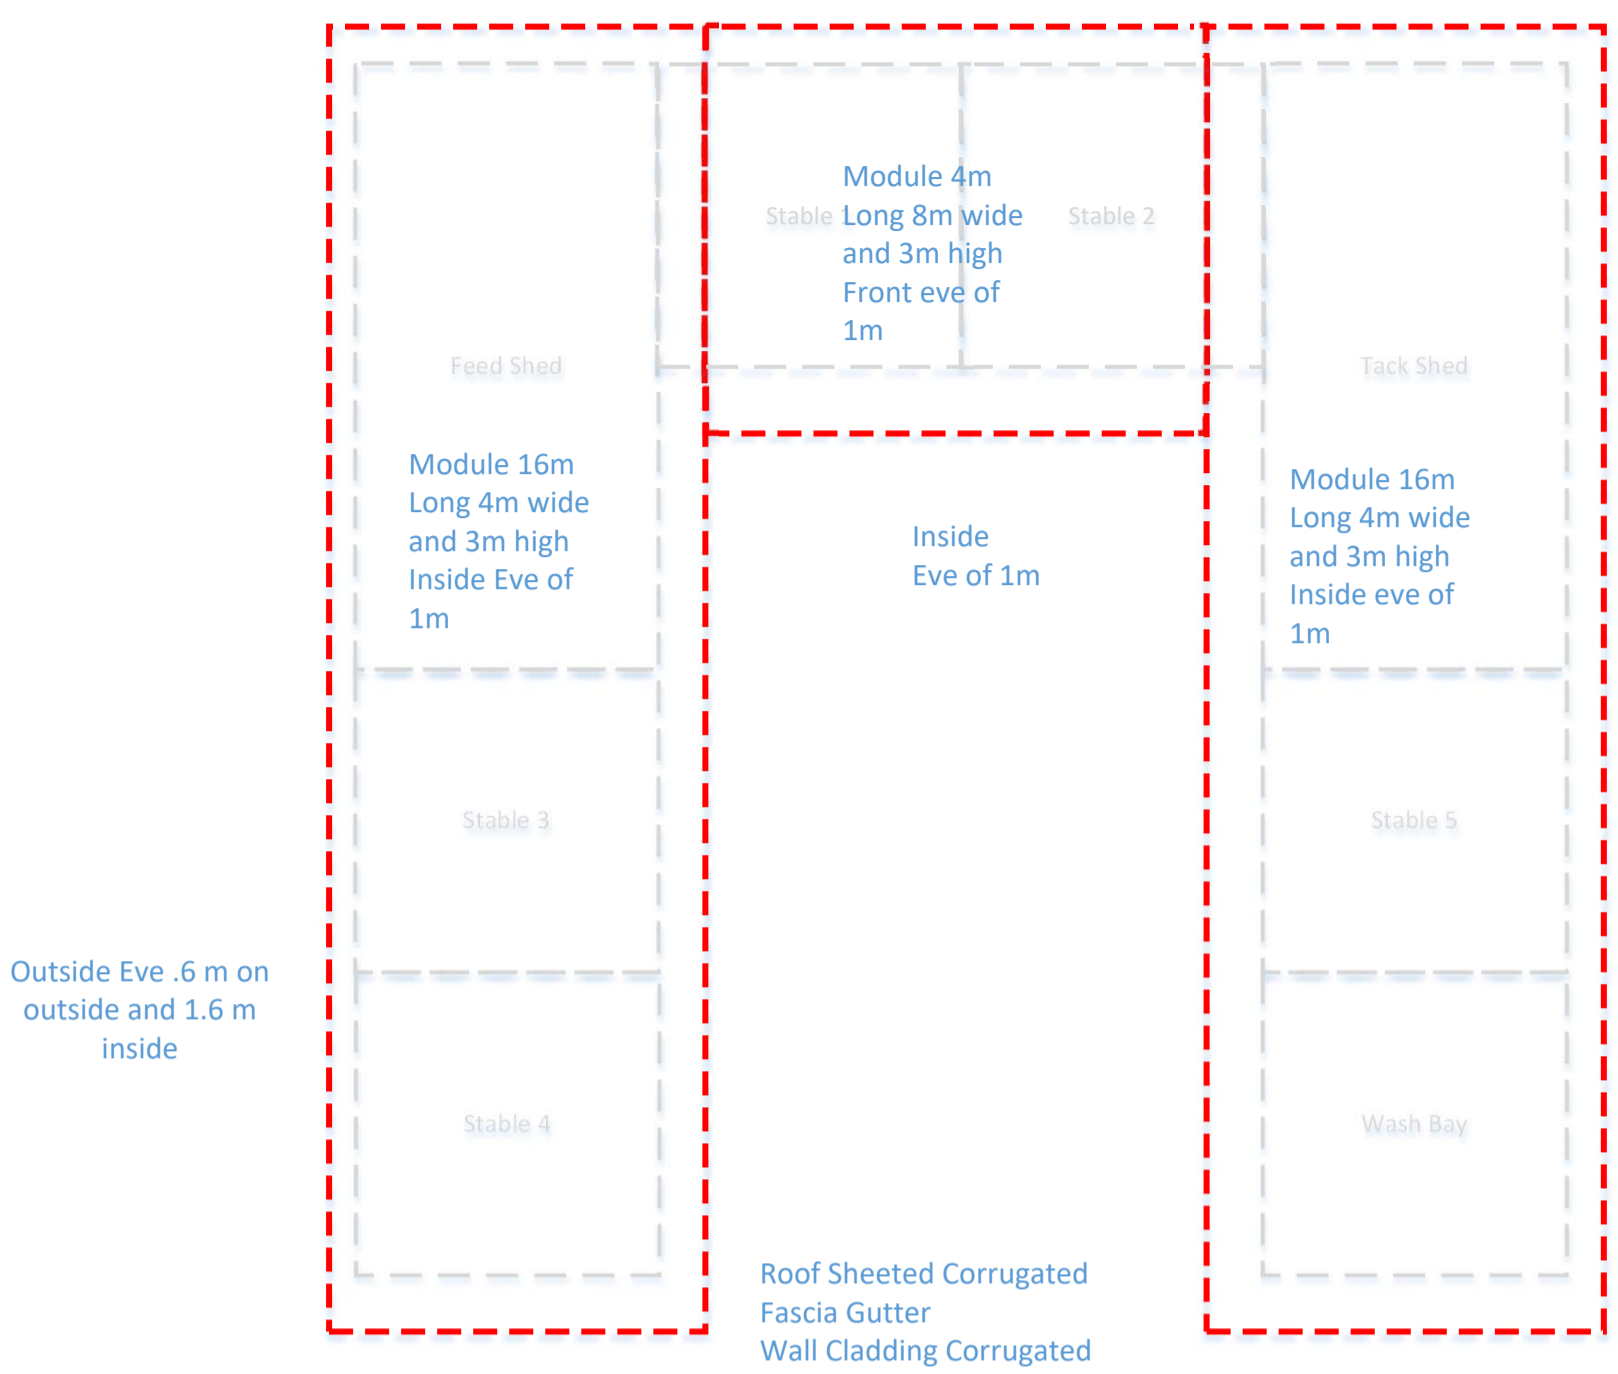 Module 4m
Long 8m wide
and 3m high
Front eve of
1m
Stable 1
Stable 2
Feed Shed
Tack Shed
Module 16m
Long 4m wide
and 3m high
Inside Eve of
1m
Inside
Eve of 1m
Module 16m
Long 4m wide
and 3m high
Inside eve of
1m
Stable 3
Stable 5
Outside Eve .6 m on
outside and 1.6 m
inside
Stable 4
Wash Bay
Roof Sheeted Corrugated
Fascia Gutter
Wall Cladding Corrugated